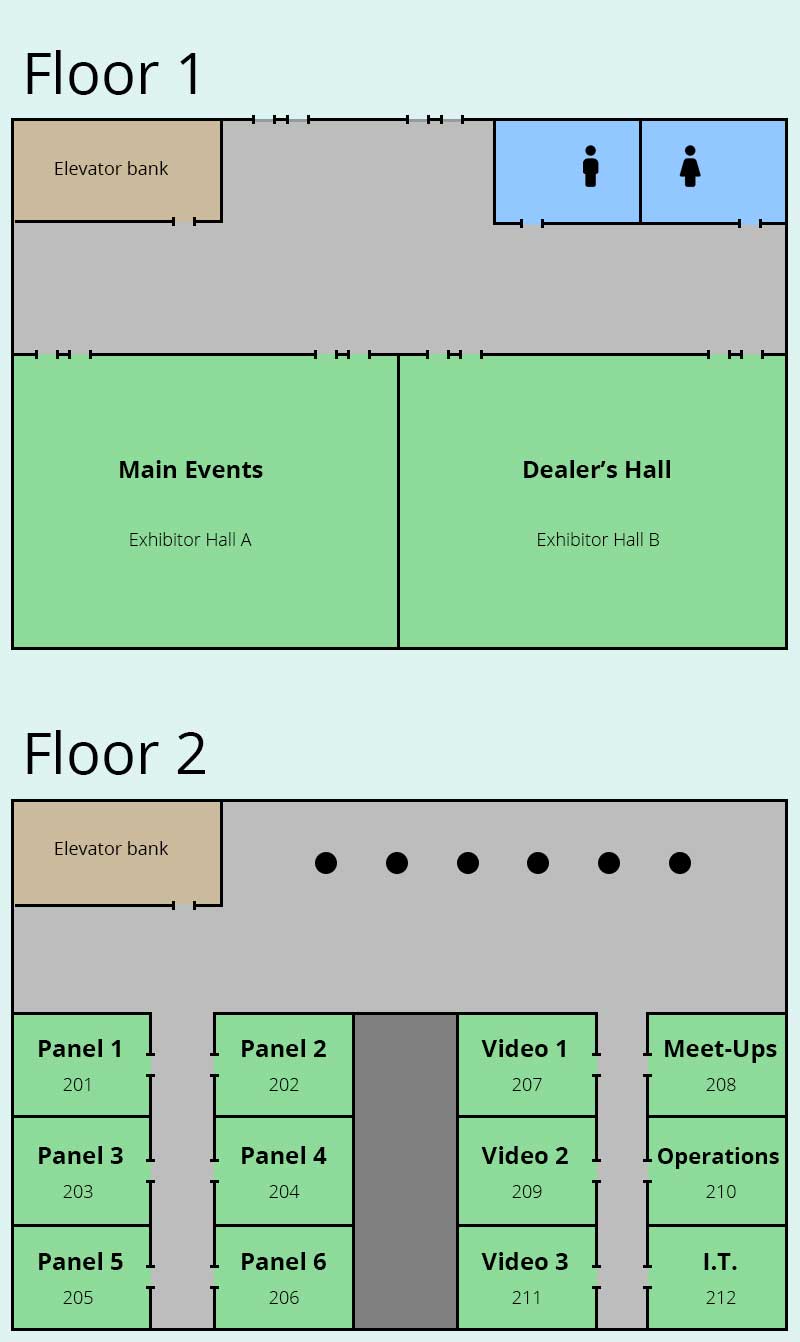 Floor 1
Elevator bank
Main Events
Dealer’s Hall
Exhibitor Hall A
Exhibitor Hall B
Floor 2
Elevator bank
Panel 1
Panel 2
Video 1
Meet-Ups
201
202
207
208
Panel 3
Panel 4
Video 2
Operations
203
204
209
210
Panel 5
Panel 6
Video 3
I.T.
205
206
211
212